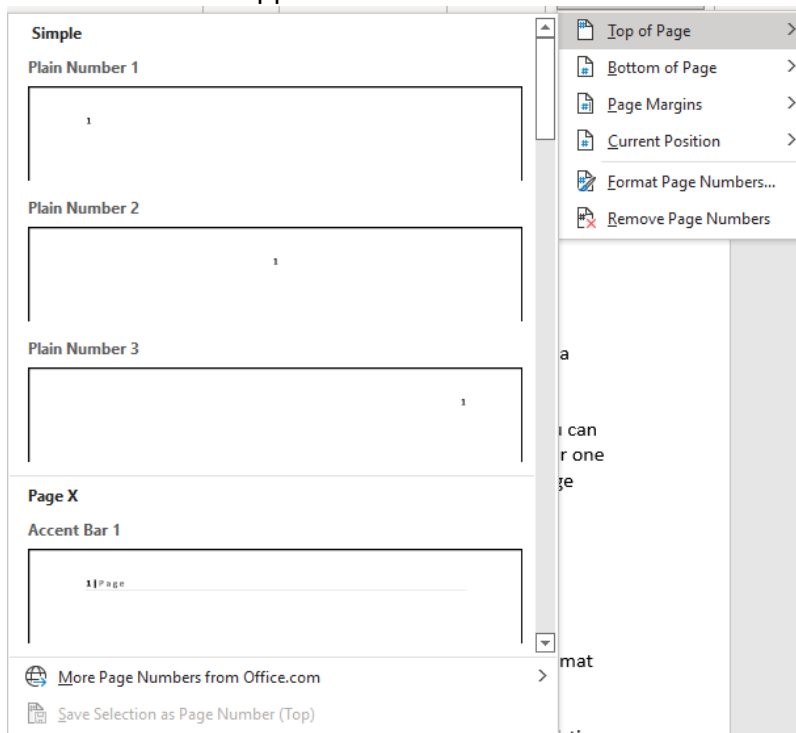 Simple
Plain Number 1
1
Plain Number 2
1
Plain Number 3
1
Page X
Accent Bar 1
1|Page
More Page Numbers from Office.com
Save Selection as Page Number (Top)
Top of Page
Bottom of Page
Page Margins
Current Position
Format Page Numbers...
Remove Page Numbers
a
can
r one
ge
mat